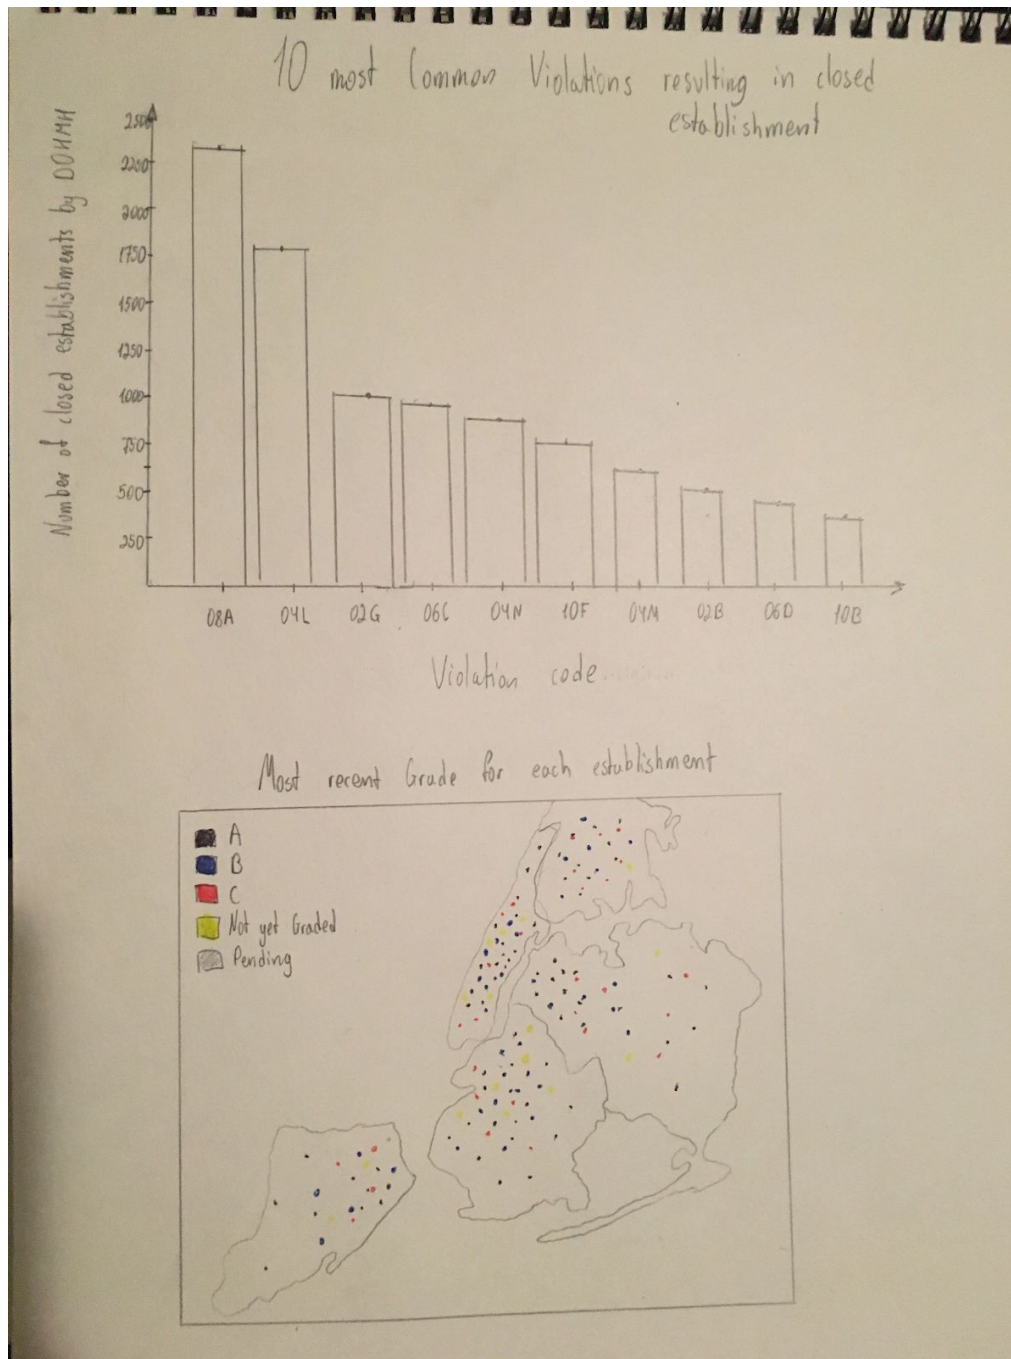 10 most Common Violations resulting in closed
establishment
Number of closed establishments by DOHMH
2500
2250
2000
1750
1500
1250
1000
750
500
250
08A 04L 02G 06C 04N 10F 04M 02B 06D 10B
Violation code
Most recent Grade for each establishment
A
B
C
Not yet Graded
Pending